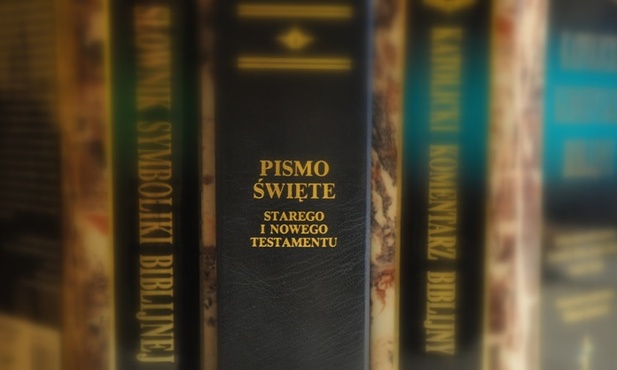 SŁOWNIK SYMBOLIKI BIBLIJNEJ
PISMO
ŚWIĘTE
STAREGO
I NOWEGO
TESTAMENTU
KATOLICKI KOMENTARZ BIBLIJNY